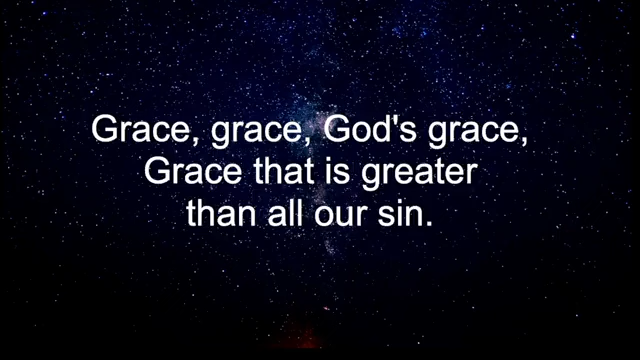 Grace, grace, God's grace,
Grace that is greater
than all our sin.